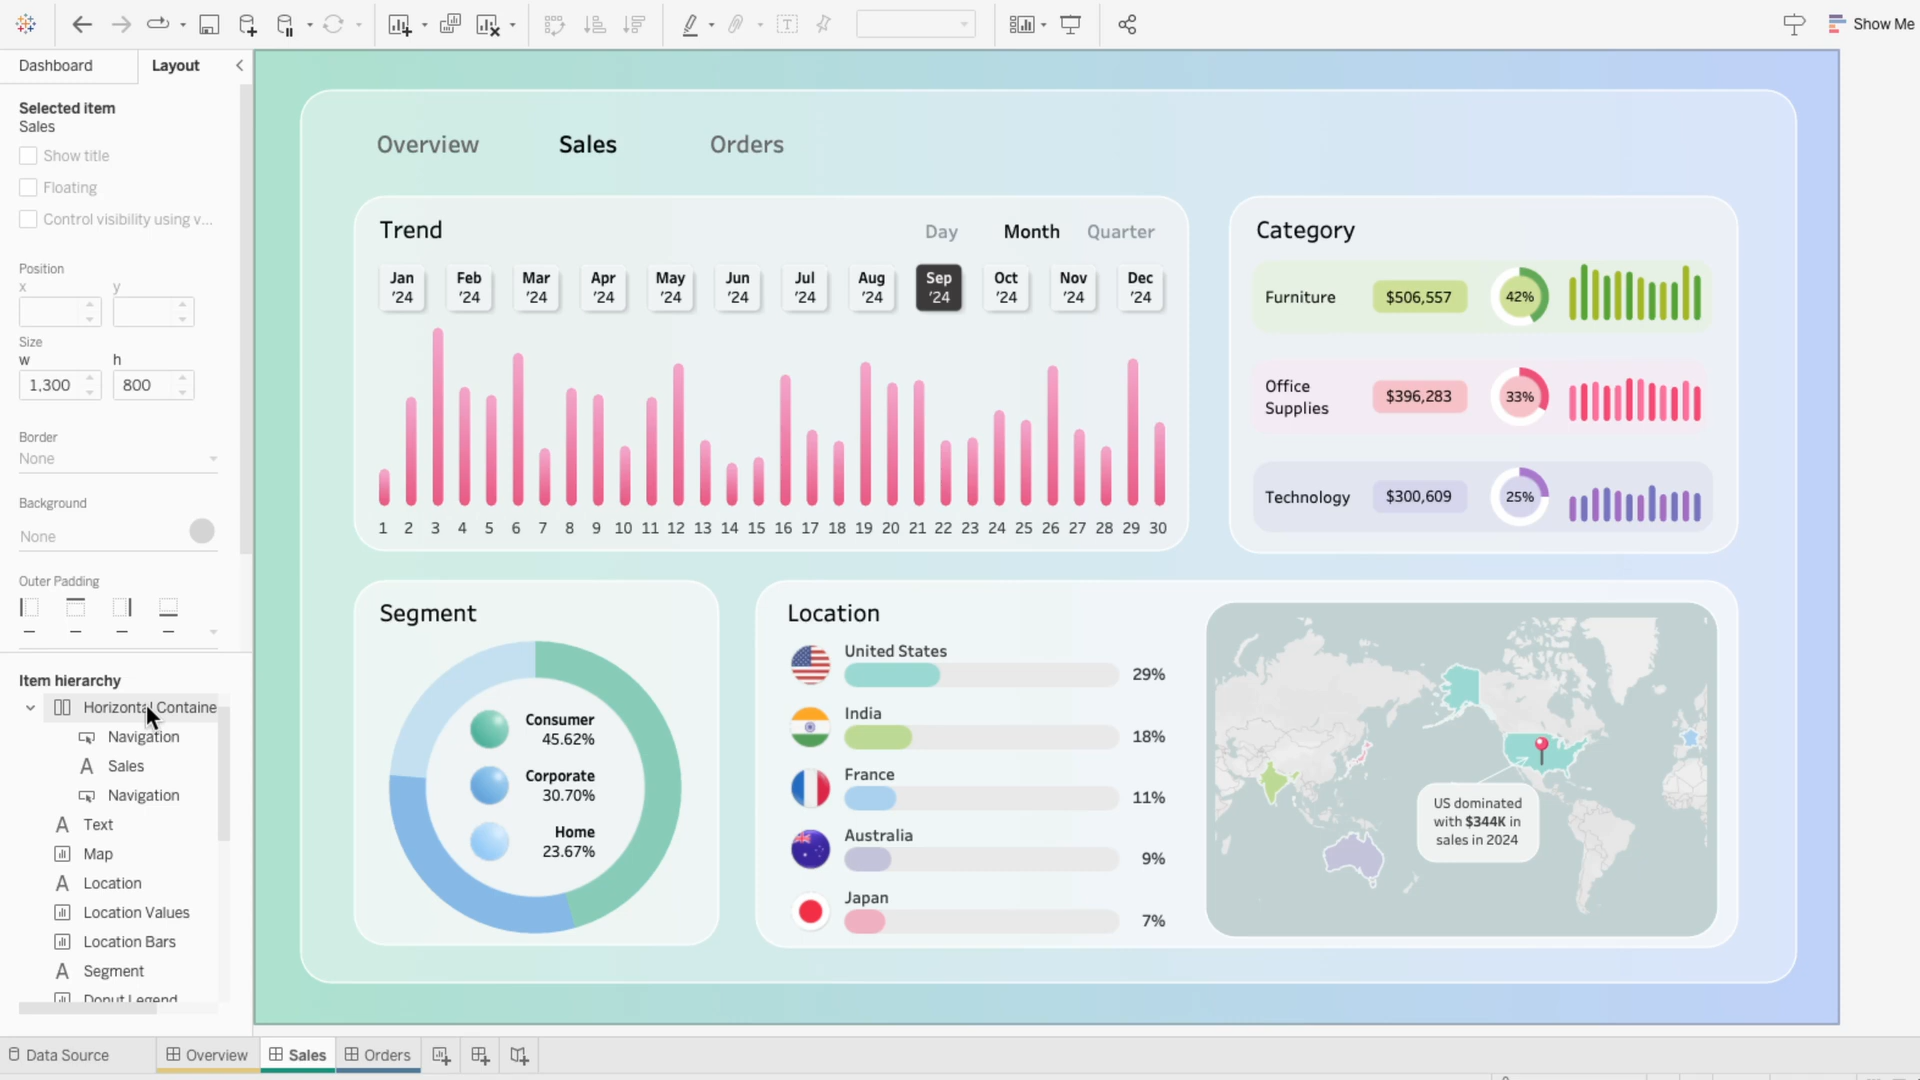 Show Me
Dashboard
Layout
Selected item
Sales
Show title
Floating
Control visibility using v...
Position
x y
Size
w h
1,300 800
Border
None
Background
None
Outer Padding
Item hierarchy
Horizontal Containe
Navigation
Sales
Navigation
Text
Map
Location
Location Values
Location Bars
Segment
Donut Legend
Overview Sales Orders
Trend
Day Month Quarter
Jan Feb Mar Apr May Jun Jul Aug Sep Oct Nov Dec
'24 '24 '24 '24 '24 '24 '24 '24 '24 '24 '24 '24
1 2 3 4 5 6 7 8 9 10 11 12 13 14 15 16 17 18 19 20 21 22 23 24 25 26 27 28 29 30
Category
Furniture $506,557 42%
Office
Supplies
$396,283 33%
Technology $300,609 25%
Segment
Consumer
45.62%
Corporate
30.70%
Home
23.67%
Location
United States
29%
India
18%
France
11%
Australia
9%
Japan
7%
US dominated
with $344K in
sales in 2024
Data Source Overview Sales Orders